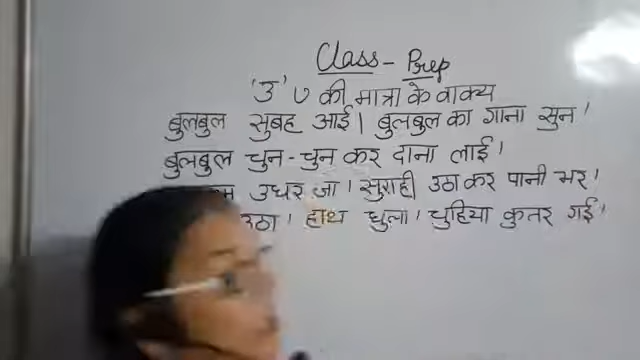 Class - Prep
'उ' ु की मात्रा के वाक्य
बुलबुल सुबह आई। बुलबुल का गाना सुन।
बुलबुल चुन-चुन कर दाना लाई।
उधर जा। सुराही उठा कर पानी भर।
उठा। हाथ धुला। चुहिया कुतर गई।